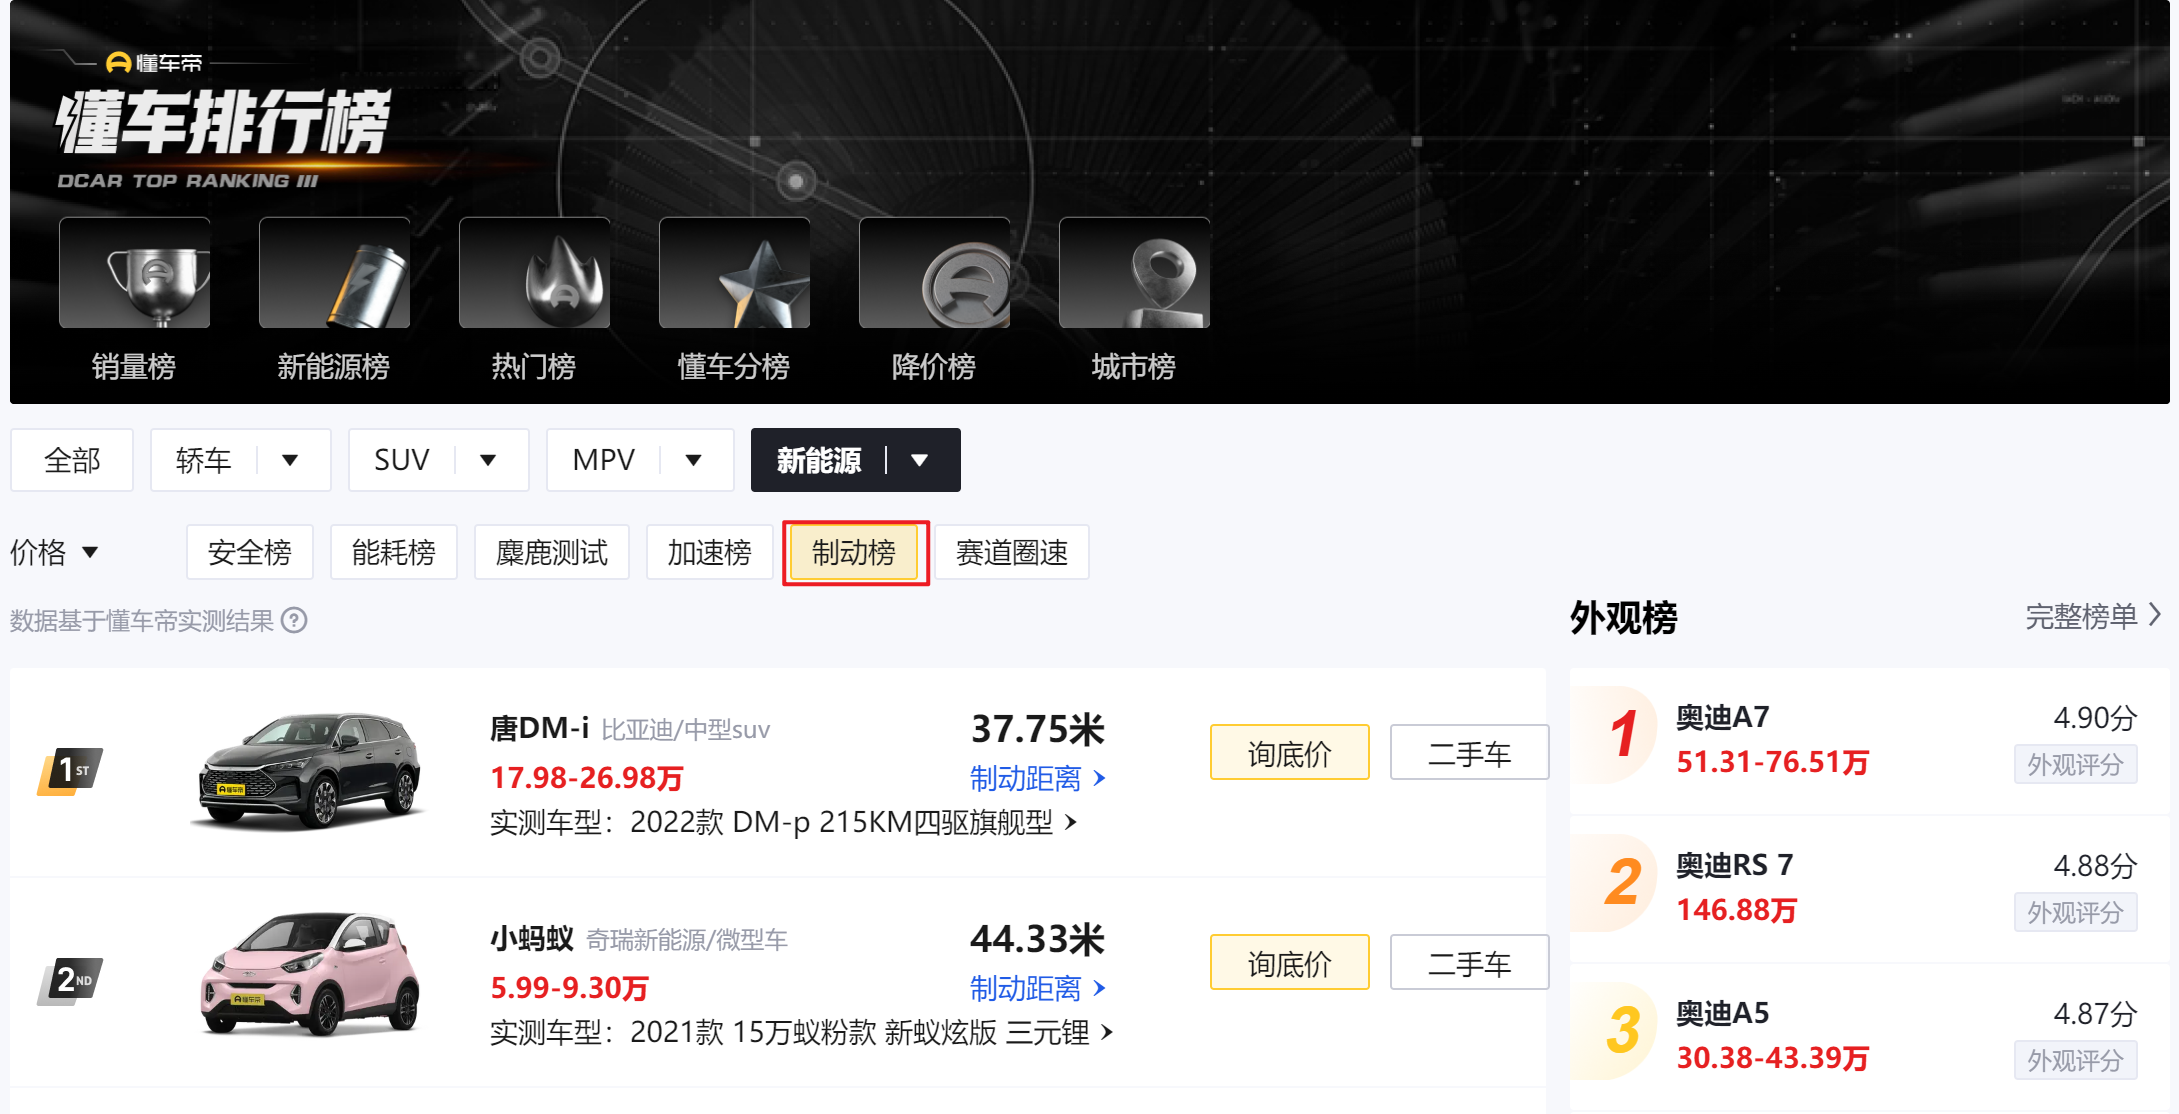 懂车帝
懂车排行榜
DCAR TOP RANKING
销量榜
新能源榜
热门榜
懂车分榜
降价榜
城市榜
全部
轿车
SUV
MPV
新能源
价格
安全榜
能耗榜
麋鹿测试
加速榜
制动榜
赛道圈速
数据基于懂车帝实测结果 ?
1ST
唐DM-i 比亚迪/中型suv
17.98-26.98万
实测车型：2022款 DM-p 215KM四驱旗舰型 >
37.75米
制动距离 >
询底价
二手车
2ND
小蚂蚁 奇瑞新能源/微型车
5.99-9.30万
实测车型：2021款 15万蚁粉款 新蚁炫版 三元锂 >
44.33米
制动距离 >
询底价
二手车
外观榜
完整榜单 >
1
奥迪A7
51.31-76.51万
4.90分
外观评分
2
奥迪RS 7
146.88万
4.88分
外观评分
3
奥迪A5
30.38-43.39万
4.87分
外观评分